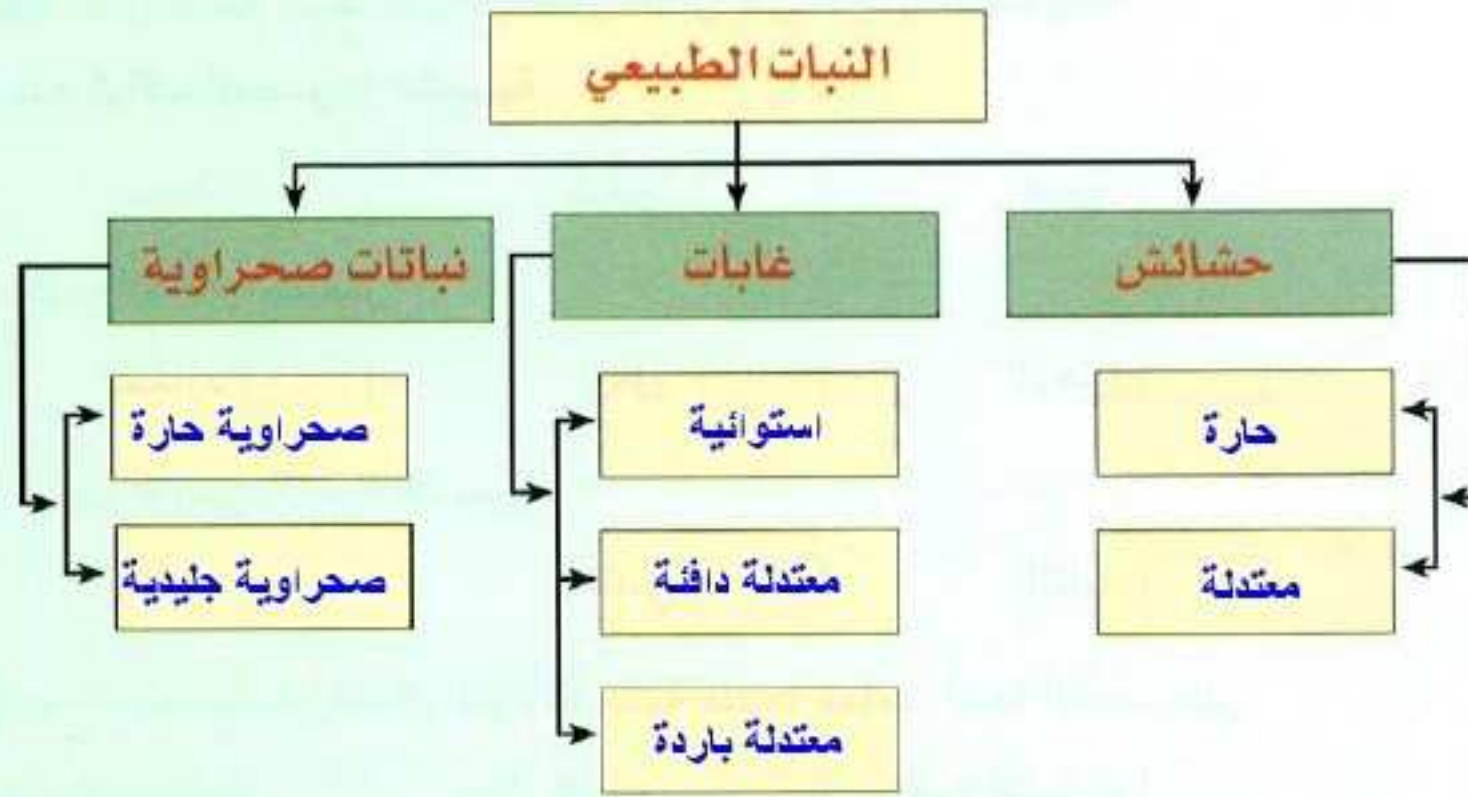 النبات الطبيعي
حشائش
غابات
نباتات صحراوية
حارة
استوائية
صحراوية حارة
معتدلة
معتدلة دافئة
صحراوية جليدية
معتدلة باردة